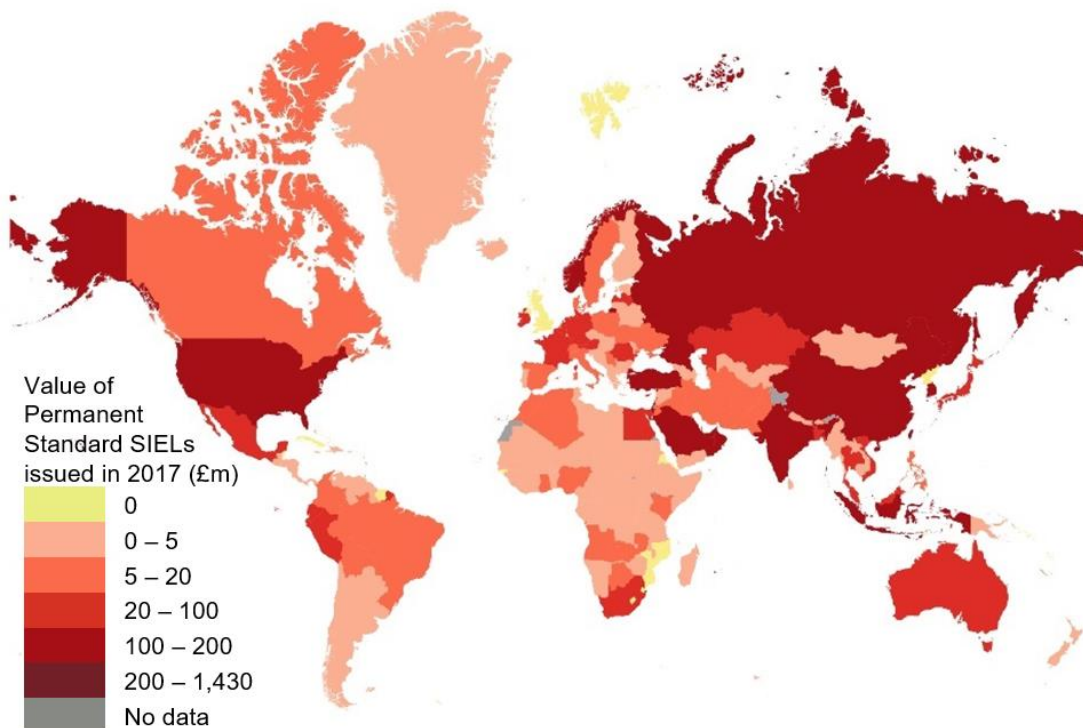 Value of
Permanent
Standard SIELs
issued in 2017 (£m)
0
0 – 5
5 – 20
20 – 100
100 – 200
200 – 1,430
No data